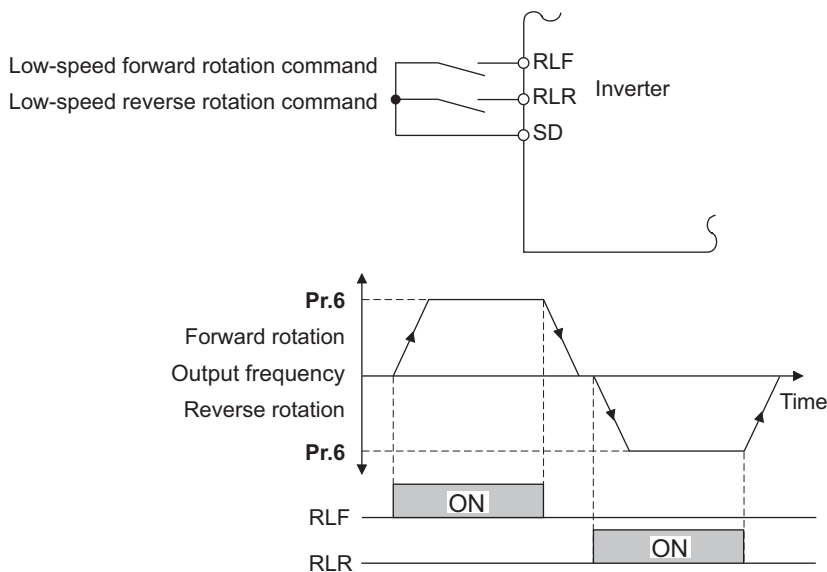 Low-speed forward rotation command
RLF
Low-speed reverse rotation command
RLR
Inverter
SD
Pr.6
Forward rotation
Output frequency
Time
Reverse rotation
Pr.6
RLF
ON
RLR
ON